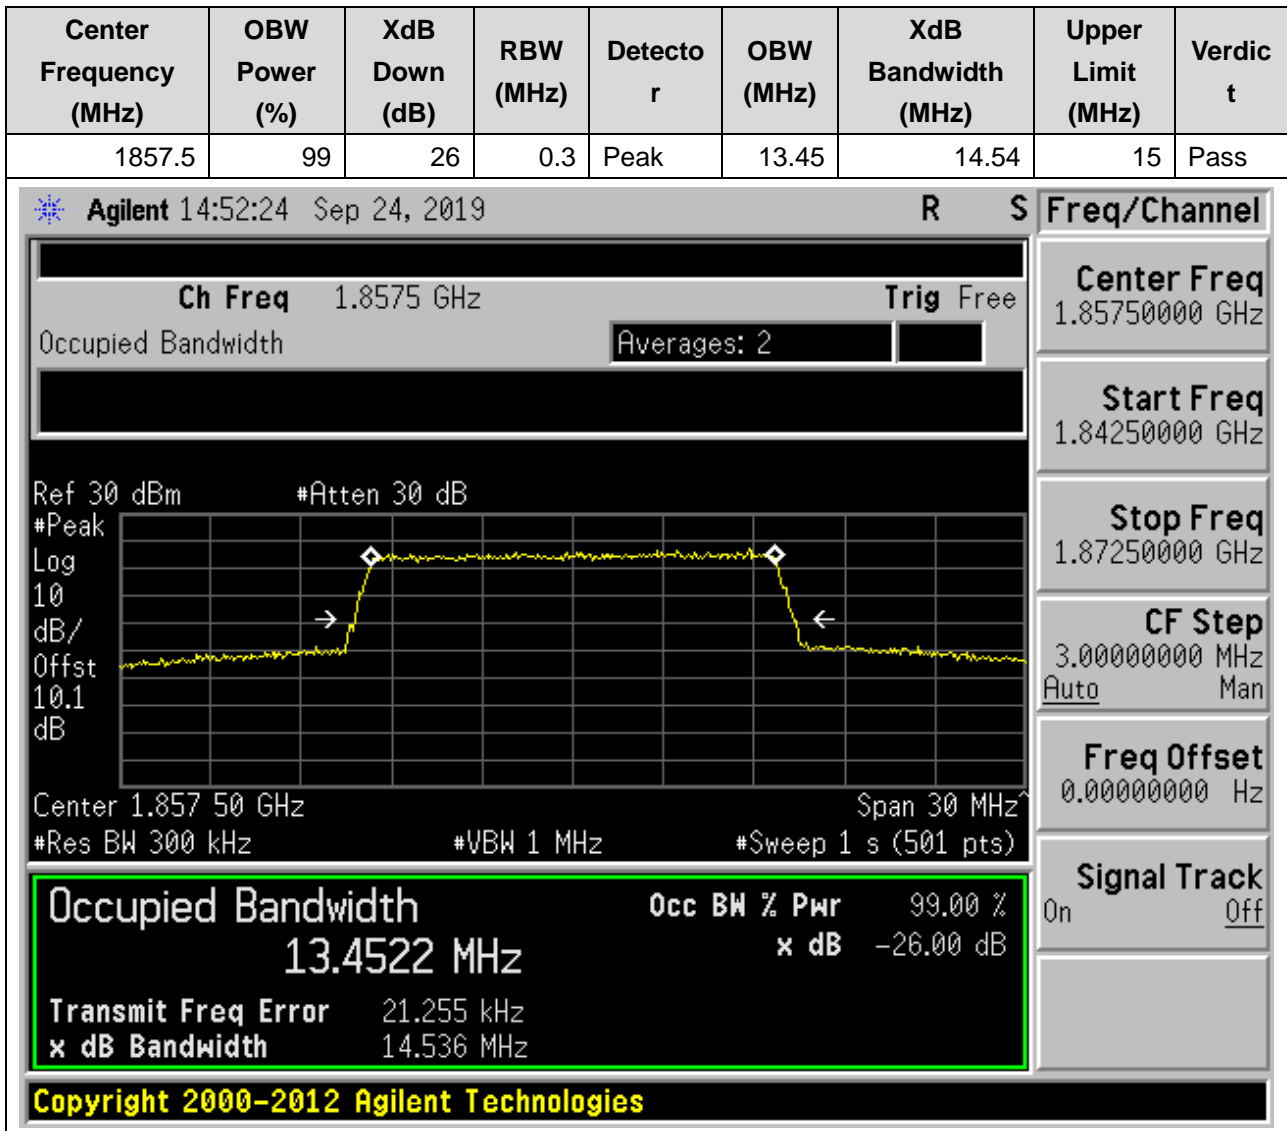 Center Frequency (MHz) OBW Power (%) XdB Down (dB) RBW (MHz) Detecto r OBW (MHz) XdB Bandwidth (MHz) Upper Limit (MHz) Verdic t
1857.5 99 26 0.3 Peak 13.45 14.54 15 Pass
Agilent 14:52:24 Sep 24, 2019 R S
Ch Freq 1.8575 GHz Trig Free
Occupied Bandwidth Averages: 2
Ref 30 dBm #Atten 30 dB
#Peak
Log
10
dB/
Offst
10.1
dB
Center 1.857 50 GHz Span 30 MHz^
#Res BW 300 kHz #VBW 1 MHz #Sweep 1 s (501 pts)
Occupied Bandwidth Occ BW % Pwr 99.00 %
13.4522 MHz x dB -26.00 dB
Transmit Freq Error 21.255 kHz
x dB Bandwidth 14.536 MHz
Freq/Channel
Center Freq
1.85750000 GHz
Start Freq
1.84250000 GHz
Stop Freq
1.87250000 GHz
CF Step
3.00000000 MHz
Auto Man
Freq Offset
0.00000000 Hz
Signal Track
On Off
Copyright 2000-2012 Agilent Technologies